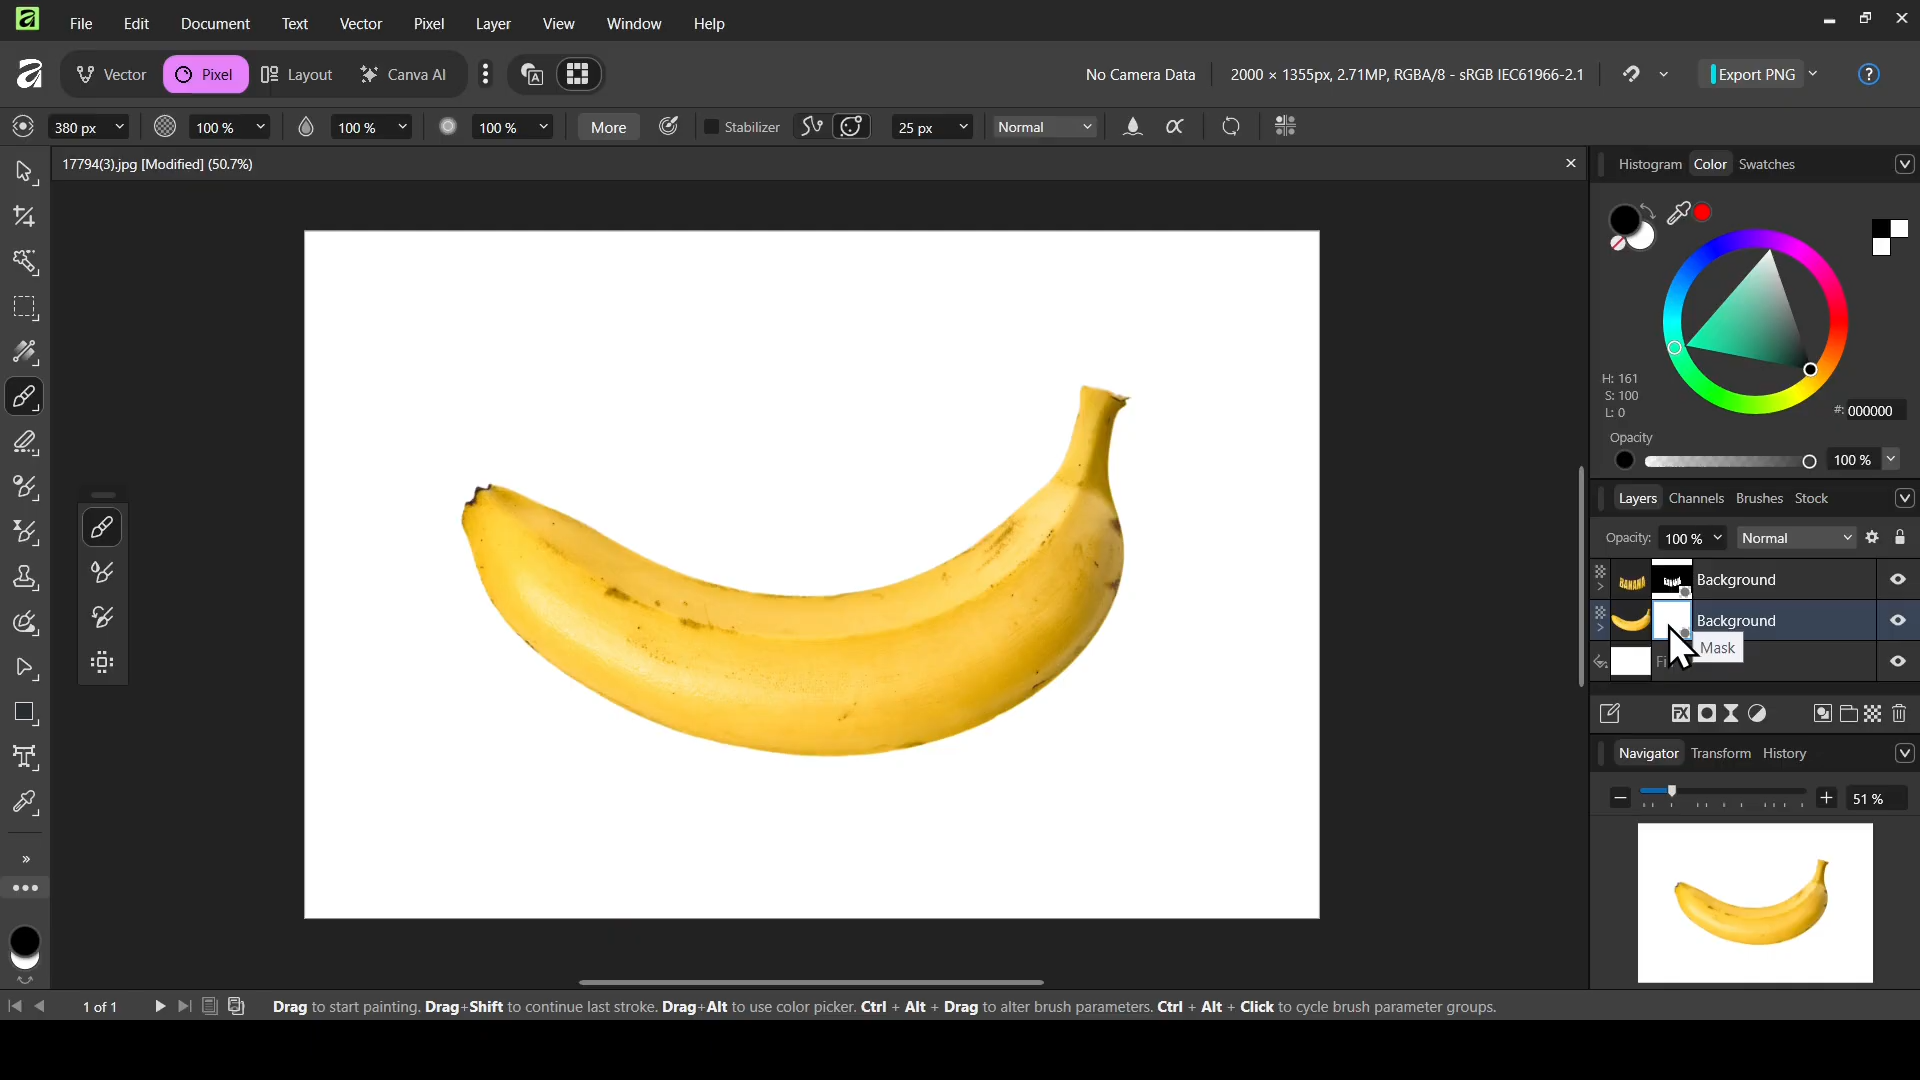 File Edit Document Text Vector Pixel Layer View Window Help
Vector Pixel Layout Canva AI No Camera Data 2000 × 1355px, 2.71MP, RGBA/8 - sRGB IEC61966-2.1 Export PNG ?
380 px 100 % 100 % 100 % More Stabilizer 25 px Normal
17794(3).jpg [Modified] (50.7%)
Histogram Color Swatches
H: 161
S: 100
L: 0
#: 000000
Opacity
100 %
Layers Channels Brushes Stock
Opacity: 100 % Normal
BANANA Background
Background
Mask
Navigator Transform History
51 %
1 of 1 Drag to start painting. Drag+Shift to continue last stroke. Drag+Alt to use color picker. Ctrl + Alt + Drag to alter brush parameters. Ctrl + Alt + Click to cycle brush parameter groups.